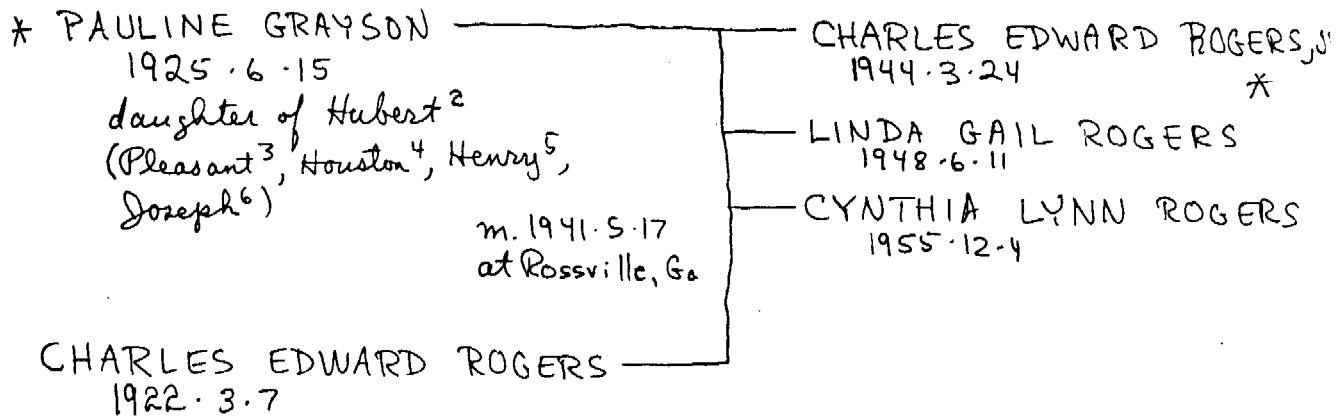 * PAULINE GRAYSON
1925.6.15
daughter of Hubert²
(Pleasant³, Houston⁴, Henry⁵,
Joseph⁶)
m. 1941.5.17
at Rossville, Ga
CHARLES EDWARD ROGERS
1922.3.7
CHARLES EDWARD ROGERS,
1944.3.24
*
LINDA GAIL ROGERS
1948.6.11
CYNTHIA LYNN ROGERS
1955.12.4